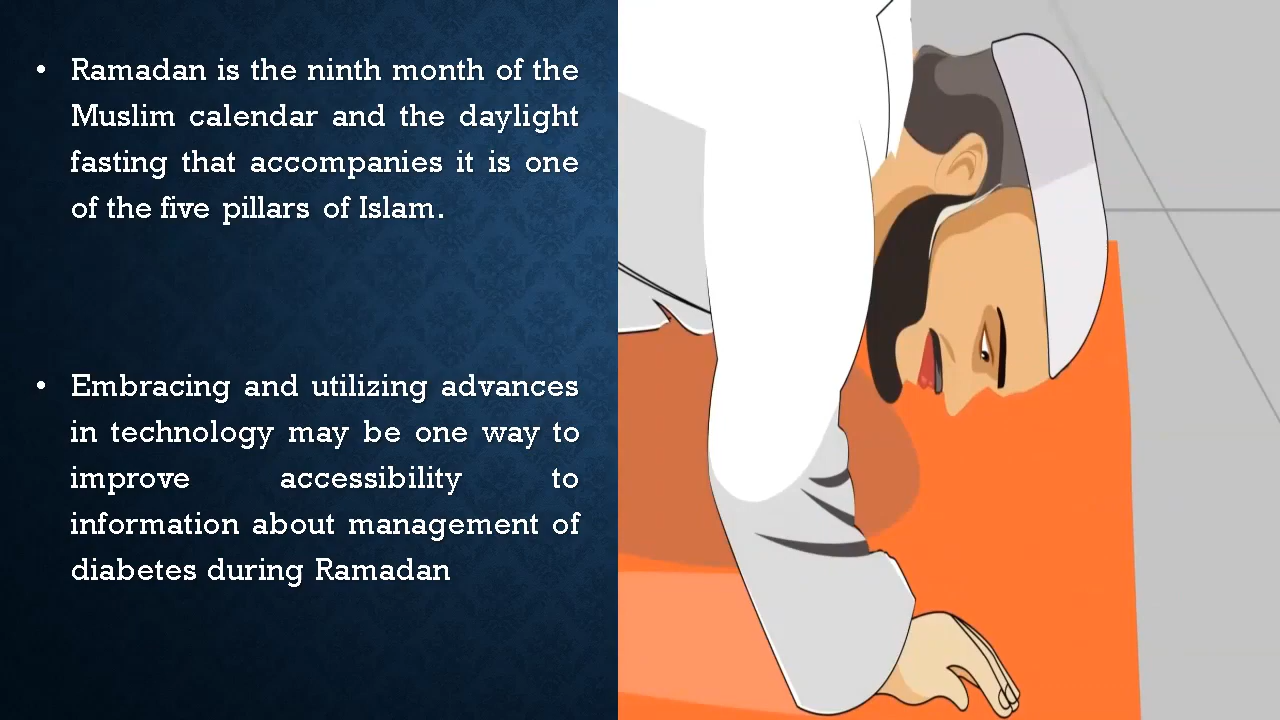 • Ramadan is the ninth month of the
Muslim calendar and the daylight
fasting that accompanies it is one
of the five pillars of Islam.
• Embracing and utilizing advances
in technology may be one way to
improve accessibility to
information about management of
diabetes during Ramadan